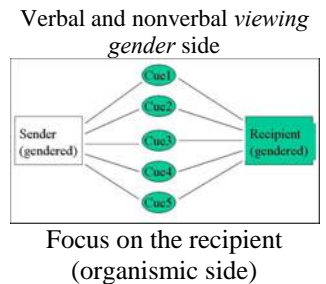 Verbal and nonverbal viewing
gender side
Cue1
Cue2
Sender
(gendered)
Cue3
Recipient
(gendered)
Cue4
Cue5
Focus on the recipient
(organismic side)